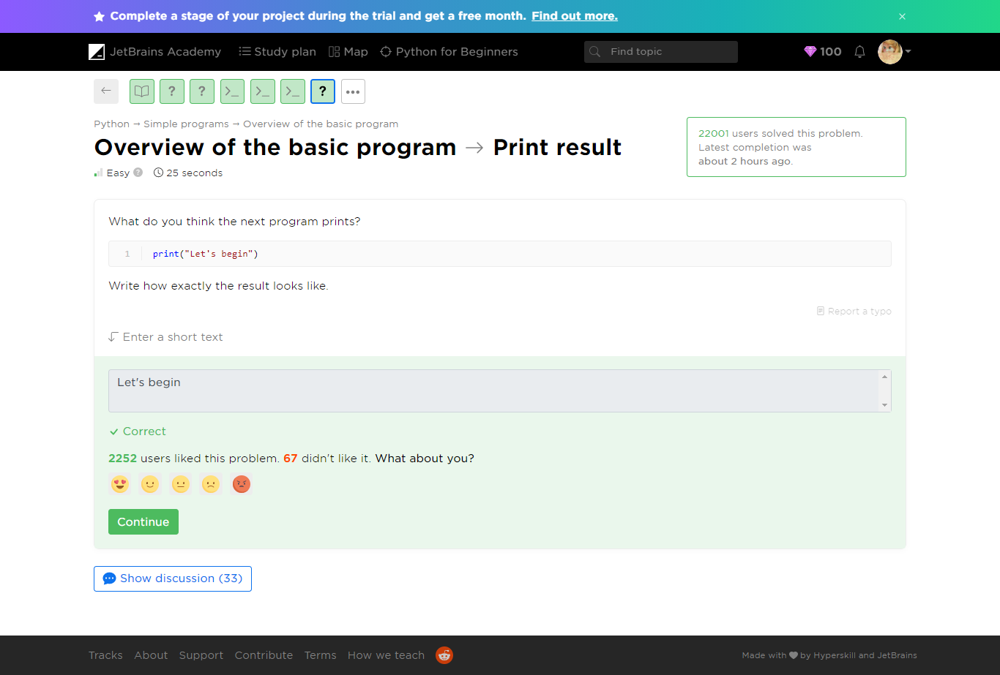 Complete a stage of your project during the trial and get a free month. Find out more. ×
JetBrains Academy Study plan Map Python for Beginners Find topic 100
? ? >_ >_ >_ ? •••
Python → Simple programs → Overview of the basic program
Overview of the basic program → Print result
Easy ? 25 seconds
22001 users solved this problem.
Latest completion was
about 2 hours ago.
What do you think the next program prints?
1 print("Let's begin")
Write how exactly the result looks like.
Report a typo
Enter a short text
Let's begin
Correct
2252 users liked this problem. 67 didn't like it. What about you?
Continue
Show discussion (33)
Tracks About Support Contribute Terms How we teach Made with ♥ by Hyperskill and JetBrains